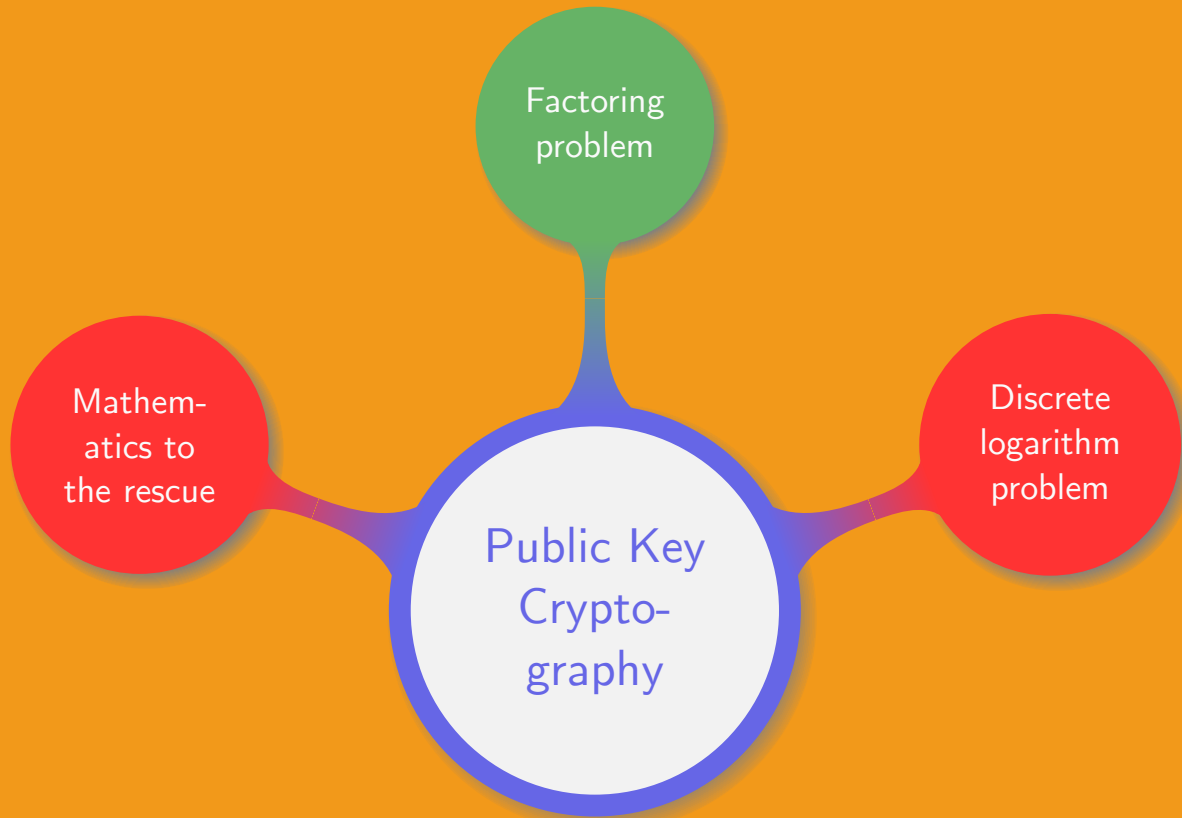 Factoring
problem
Mathem-
atics to
the rescue
Discrete
logarithm
problem
Public Key
Crypto-
graphy